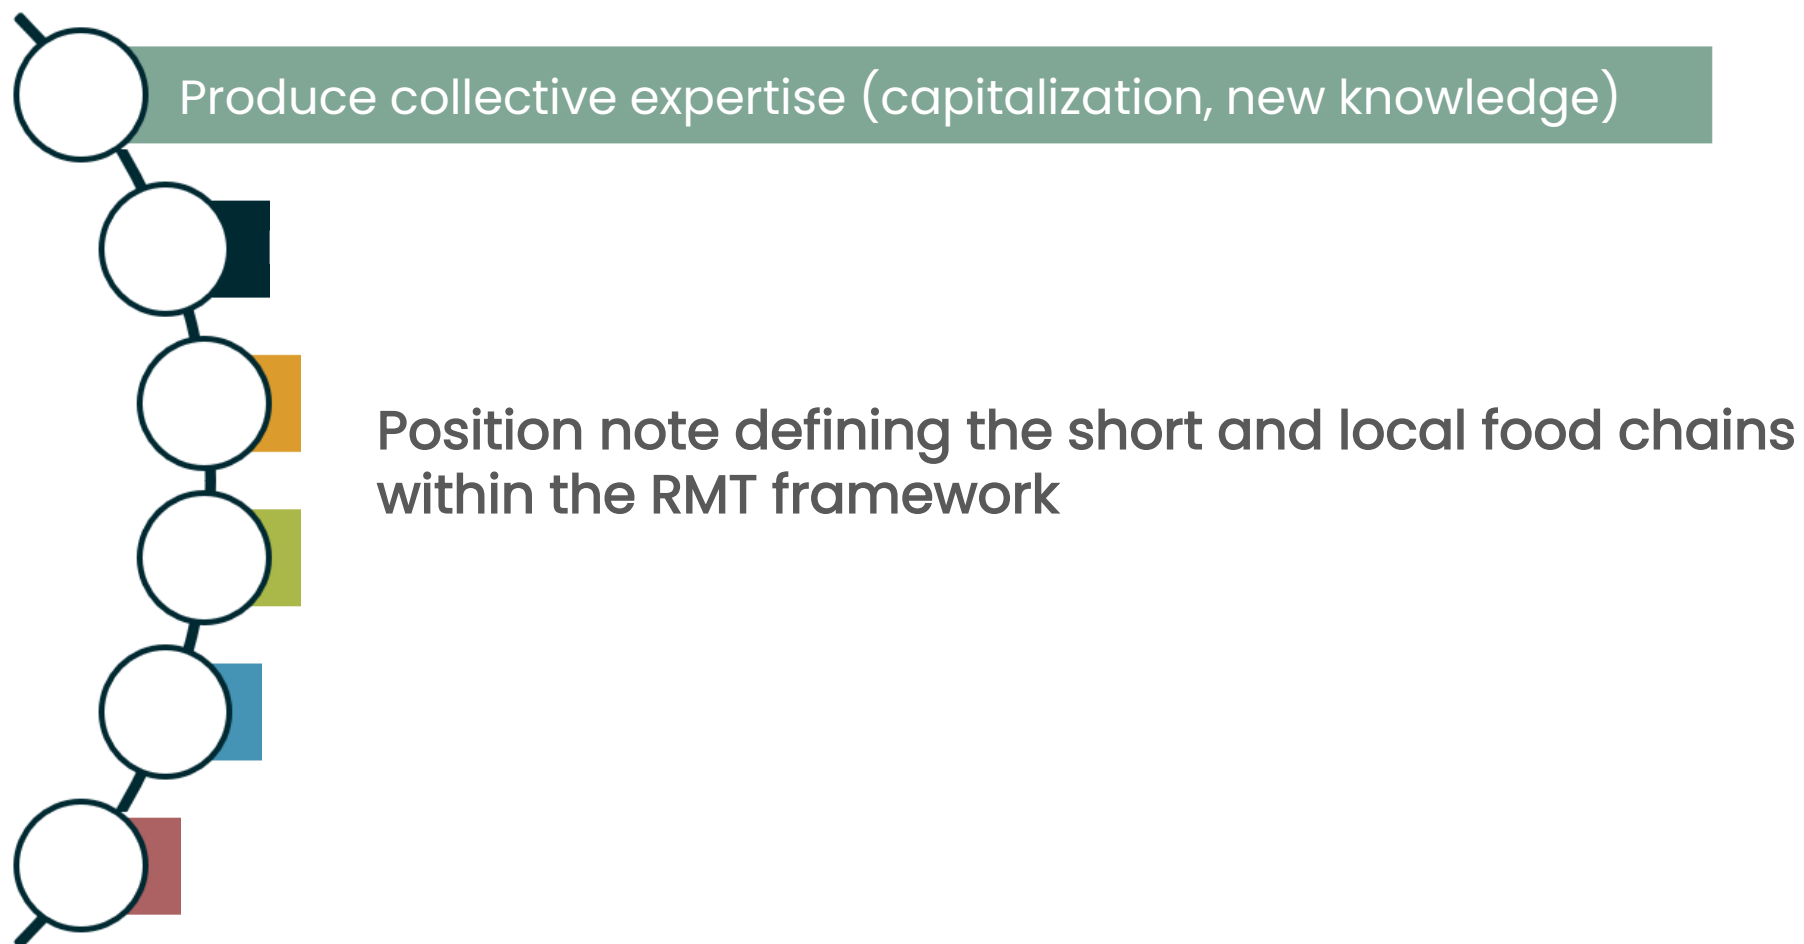 Produce collective expertise (capitalization, new knowledge)
Position note defining the short and local food chains
within the RMT framework